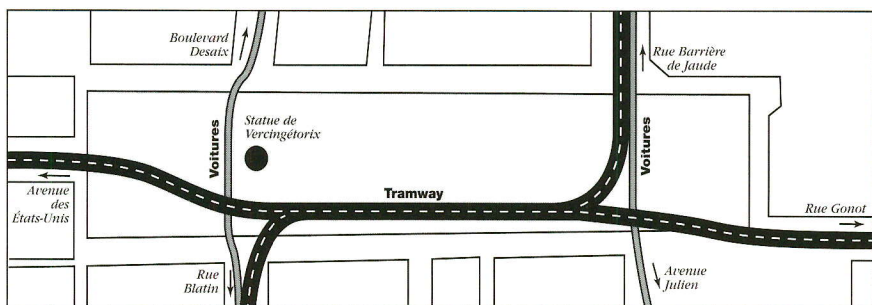 Boulevard
Desaix
Rue Barrière
de Jaude
Voitures
Statue de
Vercingétorix
Voitures
Tramway
Avenue
des
États-Unis
Rue Gonot
Rue
Blatin
Avenue
Julien